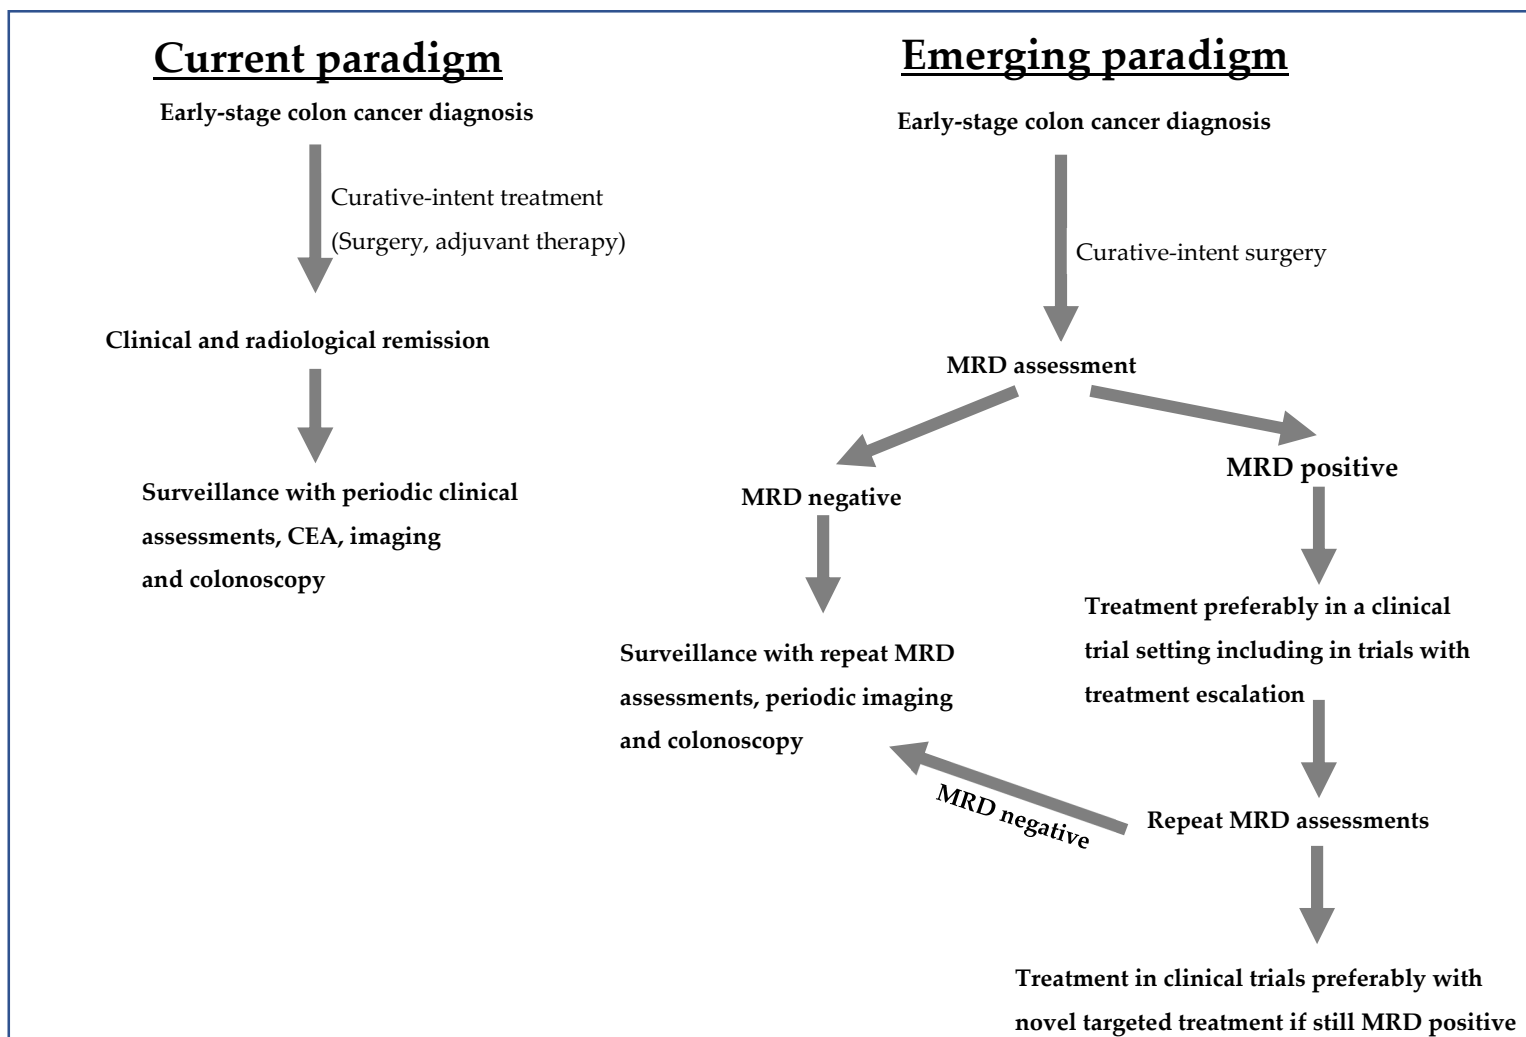 Current paradigm
Early-stage colon cancer diagnosis
Curative-intent treatment
(Surgery, adjuvant therapy)
Clinical and radiological remission
Surveillance with periodic clinical
assessments, CEA, imaging
and colonoscopy
Emerging paradigm
Early-stage colon cancer diagnosis
Curative-intent surgery
MRD assessment
MRD negative
Surveillance with repeat MRD
assessments, periodic imaging
and colonoscopy
MRD positive
Treatment preferably in a clinical
trial setting including in trials with
treatment escalation
Repeat MRD assessments
MRD negative
Treatment in clinical trials preferably with
novel targeted treatment if still MRD positive